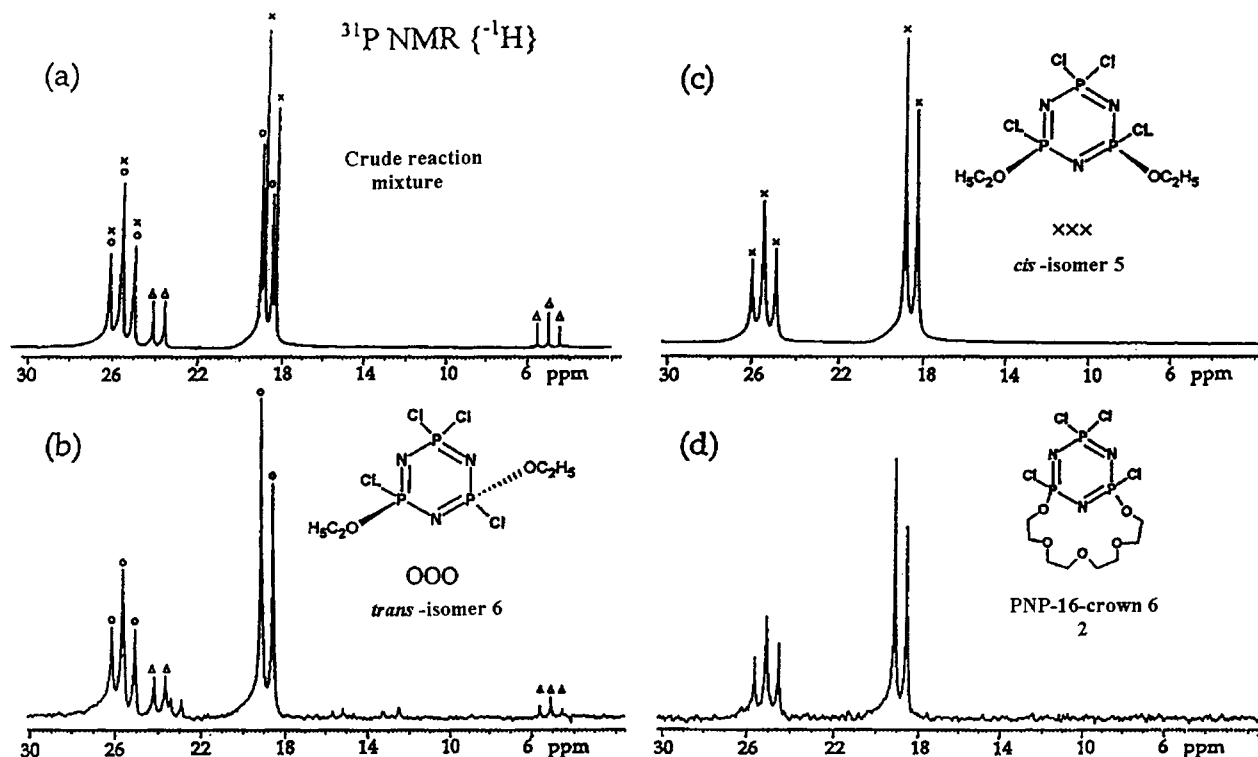 (a)
³¹P NMR {⁻¹H}
Crude reaction
mixture
× × × × ×
o o o o o
Δ Δ Δ Δ Δ
30 26 22 18 14 10 6 ppm
(b)
Cl Cl
P
N N
CL P P OC₂H₅
H₅C₂O N Cl
OOO
trans -isomer 6
o o o o o
Δ Δ Δ Δ Δ
30 26 22 18 14 10 6 ppm
(c)
Cl Cl
P
N N
CL P P CL
H₅C₂O N OC₂H₅
×××
cis -isomer 5
× × × × ×
30 26 22 18 14 10 6 ppm
(d)
Cl Cl
P
N N
Cl P P Cl
N
O O
O O
O
PNP-16-crown 6
2
30 26 22 18 14 10 6 ppm